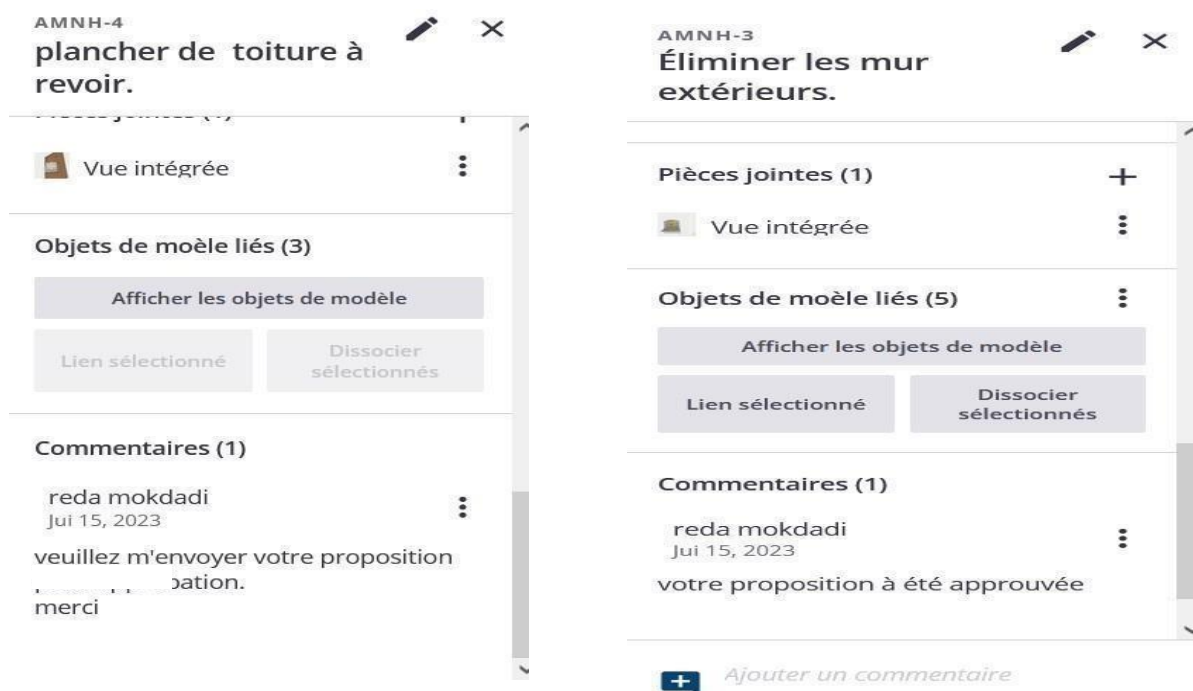 AMNH-4
plancher de toiture à
revoir.
Vue intégrée
Objets de moèle liés (3)
Afficher les objets de modèle
Lien sélectionné
Dissocier
sélectionnés
Commentaires (1)
reda mokdadi
Jui 15, 2023
veuillez m'envoyer votre proposition
bation.
merci
AMNH-3
Éliminer les mur
extérieurs.
Pièces jointes (1)
Vue intégrée
Objets de moèle liés (5)
Afficher les objets de modèle
Lien sélectionné
Dissocier
sélectionnés
Commentaires (1)
reda mokdadi
Jui 15, 2023
votre proposition à été approuvée
Ajouter un commentaire